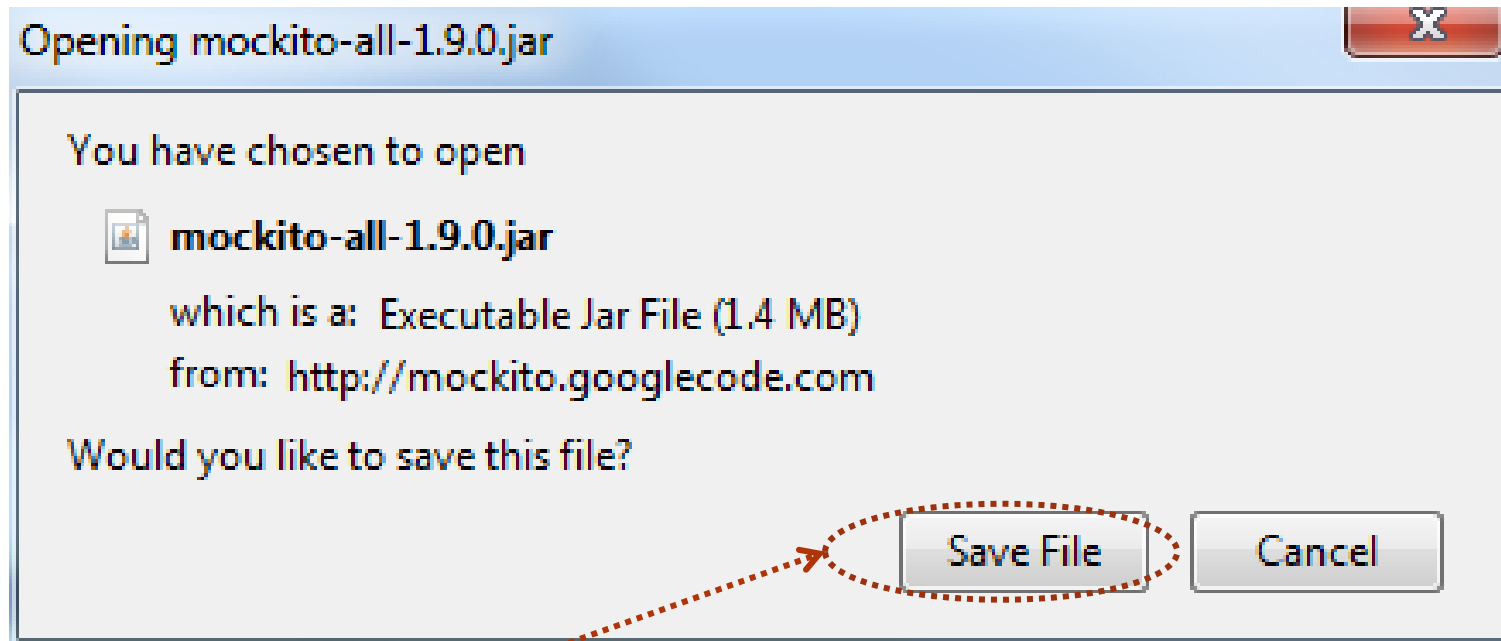 Opening mockito-all-1.9.0.jar
X
You have chosen to open
mockito-all-1.9.0.jar
which is a: Executable Jar File (1.4 MB)
from: http://mockito.googlecode.com
Would you like to save this file?
Save File Cancel